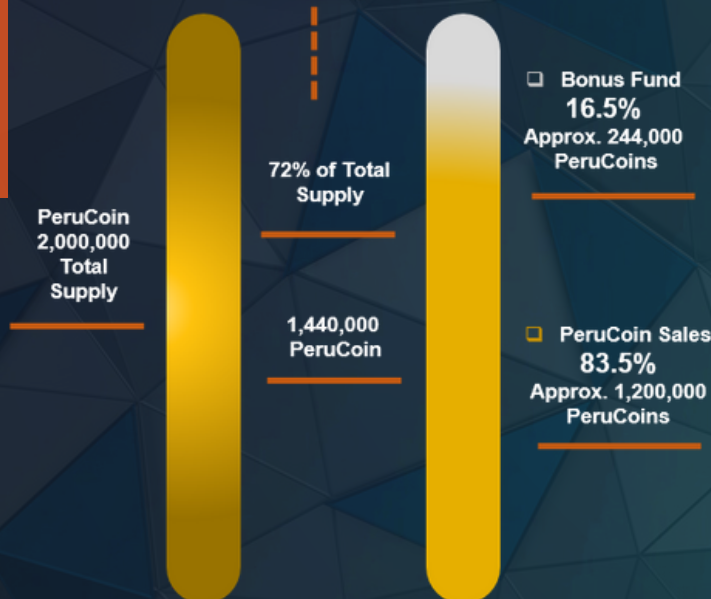 PeruCoin
2,000,000
Total
Supply
72% of Total
Supply
1,440,000
PeruCoin
Bonus Fund
16.5%
Approx. 244,000
PeruCoins
PeruCoin Sales
83.5%
Approx. 1,200,000
PeruCoins